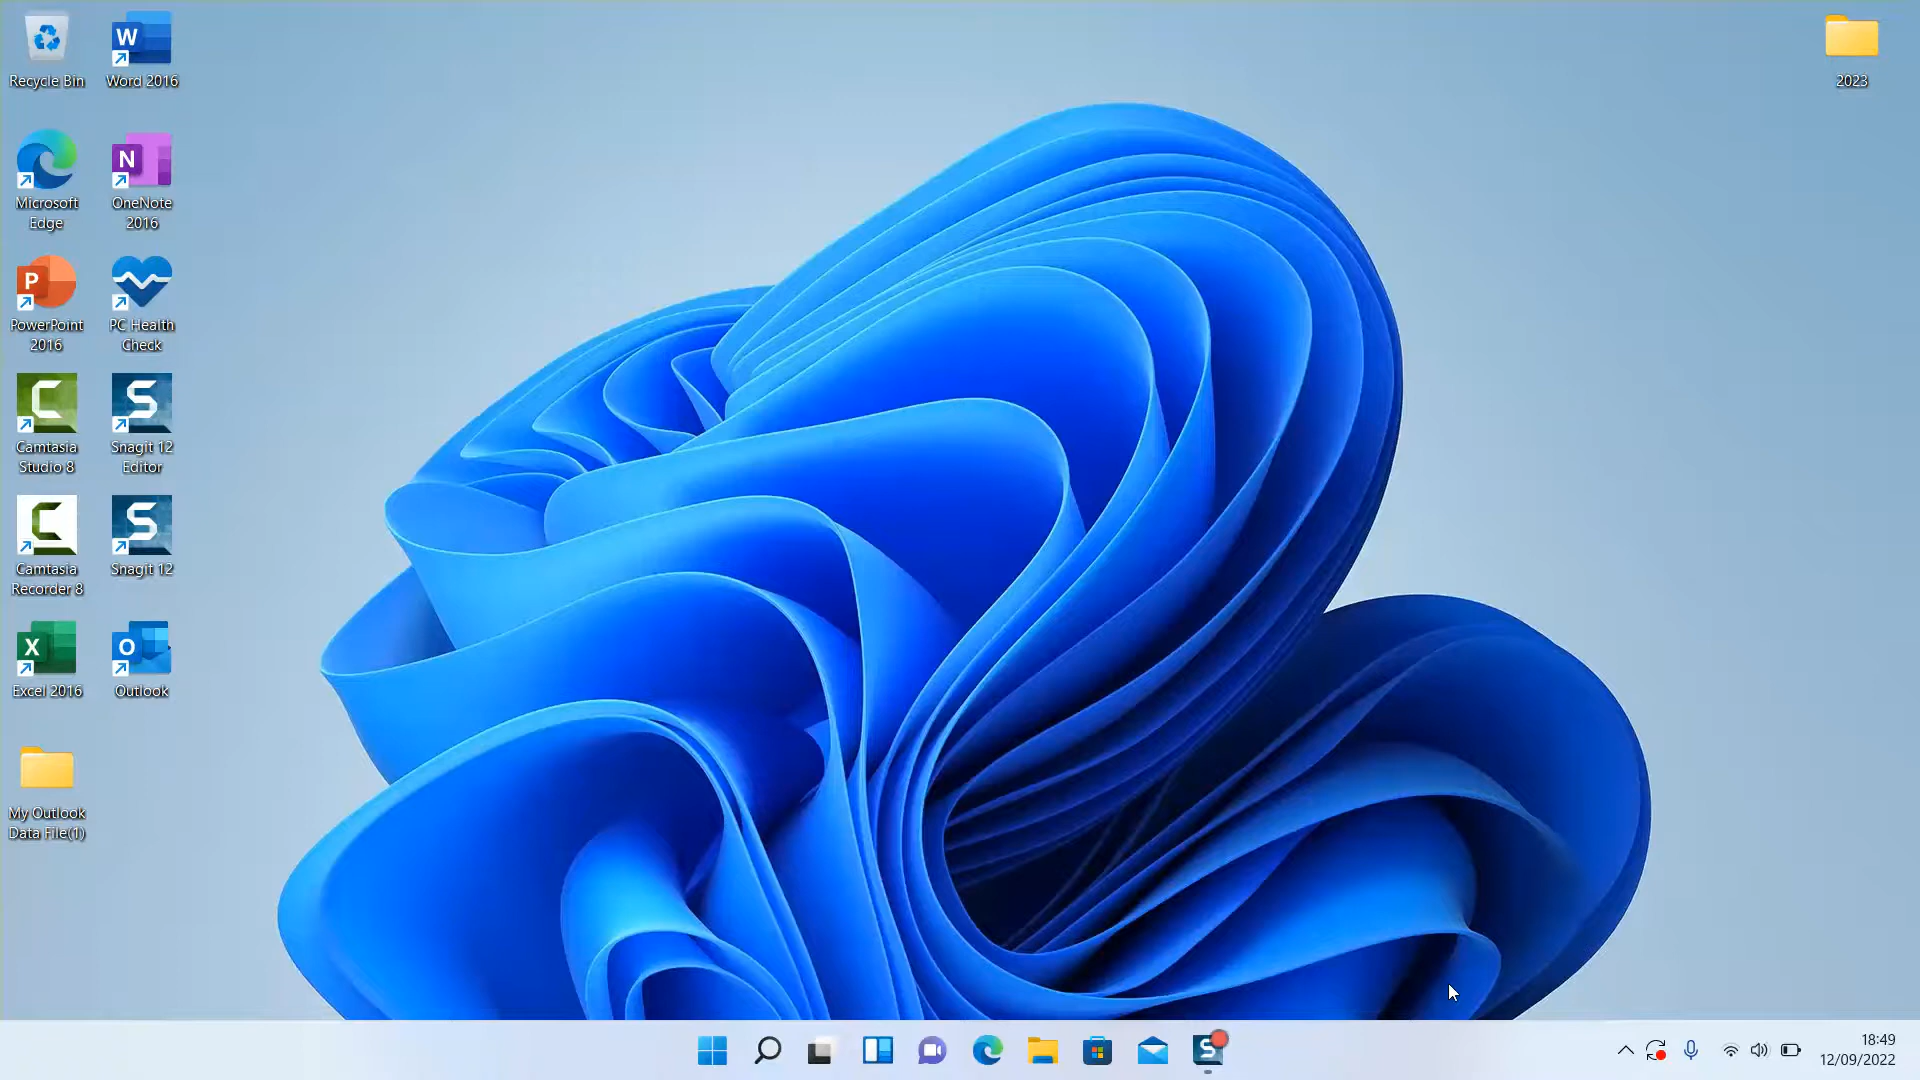 Recycle Bin
Word 2016
2023
Microsoft
Edge
OneNote
2016
PowerPoint
2016
PC Health
Check
Camtasia
Studio 8
Snagit 12
Editor
Camtasia
Recorder 8
Snagit 12
Excel 2016
Outlook
My Outlook
Data File(1)
18:49
12/09/2022